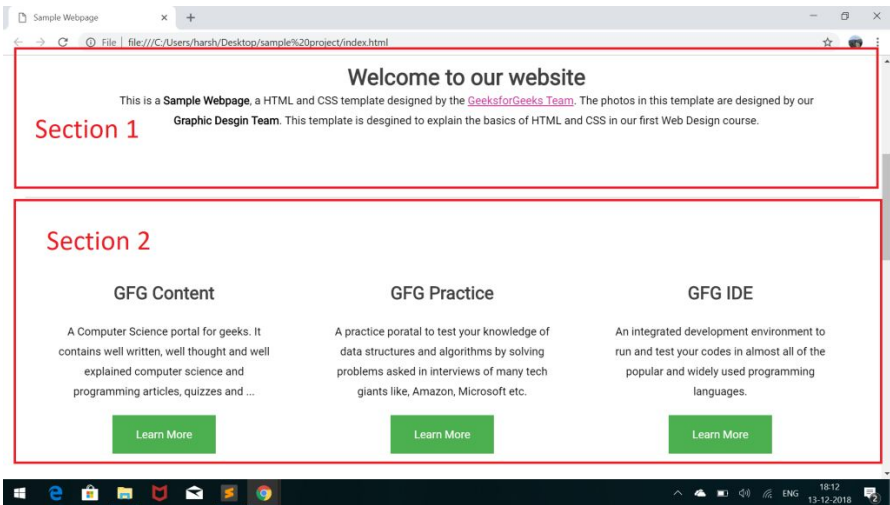 Sample Webpage
File | file:///C:/Users/harsh/Desktop/sample%20project/index.html
Welcome to our website
This is a Sample Webpage, a HTML and CSS template designed by the GeeksforGeeks Team. The photos in this template are designed by our
Graphic Desgin Team. This template is desgined to explain the basics of HTML and CSS in our first Web Design course.
Section 1
Section 2
GFG Content
A Computer Science portal for geeks. It
contains well written, well thought and well
explained computer science and
programming articles, quizzes and ...
Learn More
GFG Practice
A practice poratal to test your knowledge of
data structures and algorithms by solving
problems asked in interviews of many tech
giants like, Amazon, Microsoft etc.
Learn More
GFG IDE
An integrated development environment to
run and test your codes in almost all of the
popular and widely used programming
languages.
Learn More
ENG
18:12
13-12-2018
2